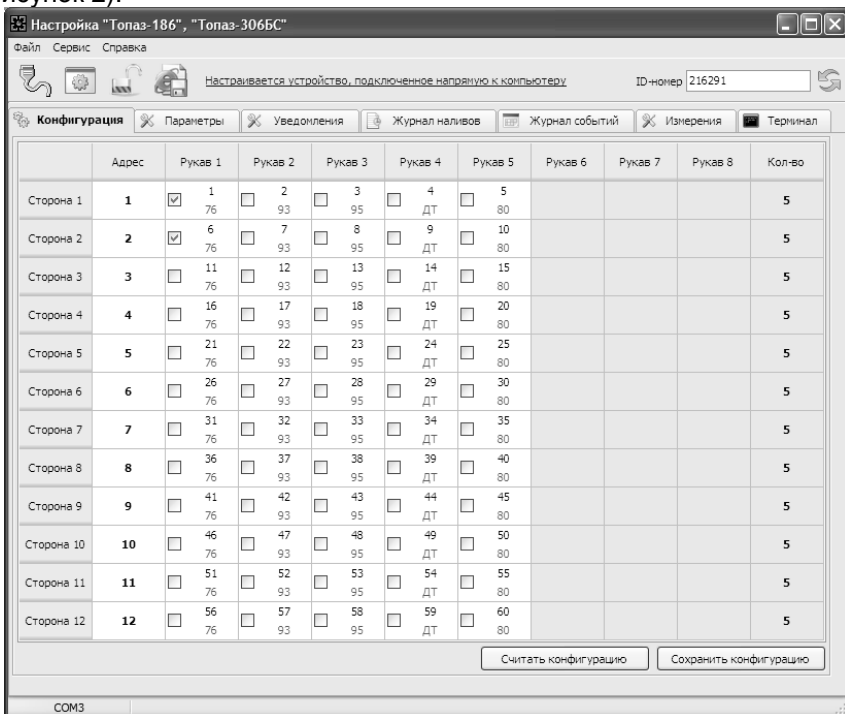 исунок 2).
Настройка "Топаз-186", "Топаз-306БС"
Файл Сервис Справка
Настраивается устройство, подключенное напрямую к компьютеру ID-номер 216291
Конфигурация Параметры Уведомления Журнал наливов Журнал событий Измерения Терминал
Адрес Рукав 1 Рукав 2 Рукав 3 Рукав 4 Рукав 5 Рукав 6 Рукав 7 Рукав 8 Кол-во
Сторона 1 1 1 76 2 93 3 95 4 ДТ 5 80 5
Сторона 2 2 6 76 7 93 8 95 9 ДТ 10 80 5
Сторона 3 3 11 76 12 93 13 95 14 ДТ 15 80 5
Сторона 4 4 16 76 17 93 18 95 19 ДТ 20 80 5
Сторона 5 5 21 76 22 93 23 95 24 ДТ 25 80 5
Сторона 6 6 26 76 27 93 28 95 29 ДТ 30 80 5
Сторона 7 7 31 76 32 93 33 95 34 ДТ 35 80 5
Сторона 8 8 36 76 37 93 38 95 39 ДТ 40 80 5
Сторона 9 9 41 76 42 93 43 95 44 ДТ 45 80 5
Сторона 10 10 46 76 47 93 48 95 49 ДТ 50 80 5
Сторона 11 11 51 76 52 93 53 95 54 ДТ 55 80 5
Сторона 12 12 56 76 57 93 58 95 59 ДТ 60 80 5
Считать конфигурацию Сохранить конфигурацию
COM3